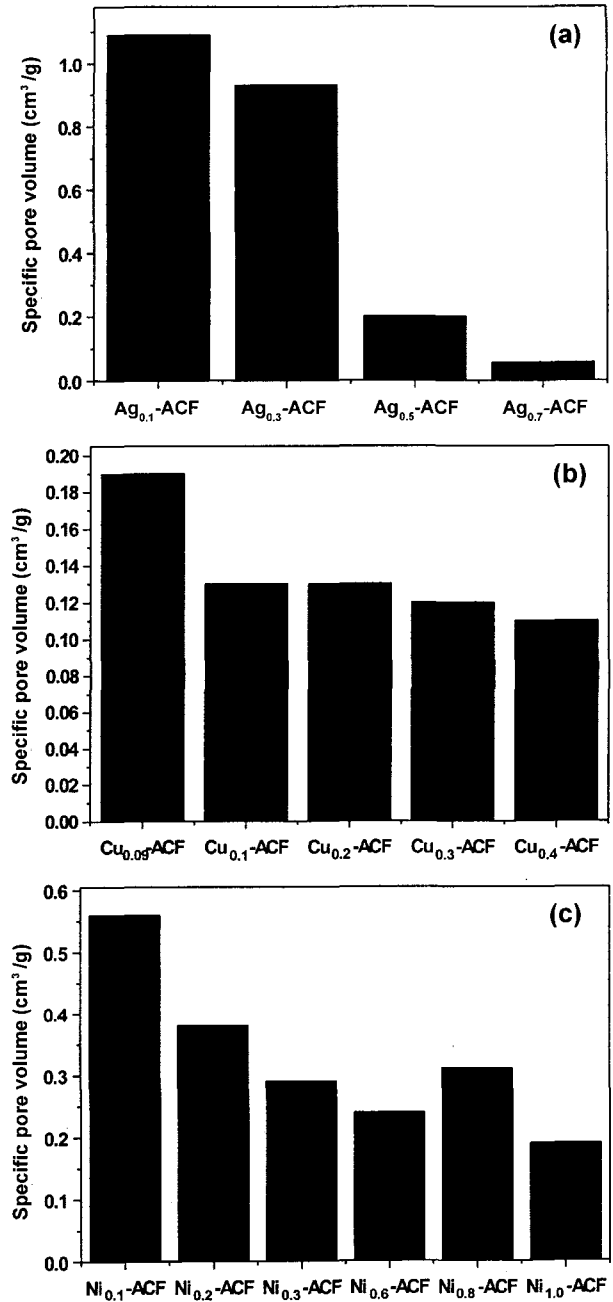 (a)
Specific pore volume (cm³/g)
1.0
0.8
0.6
0.4
0.2
0.0
Ag₀.₁-ACF Ag₀.₃-ACF Ag₀.₅-ACF Ag₀.₇-ACF
(b)
Specific pore volume (cm³/g)
0.20
0.18
0.16
0.14
0.12
0.10
0.08
0.06
0.04
0.02
0.00
Cu₀.₀₉-ACF Cu₀.₁-ACF Cu₀.₂-ACF Cu₀.₃-ACF Cu₀.₄-ACF
(c)
Specific pore volume (cm³/g)
0.6
0.5
0.4
0.3
0.2
0.1
0.0
Ni₀.₁-ACF Ni₀.₂-ACF Ni₀.₃-ACF Ni₀.₆-ACF Ni₀.₈-ACF Ni₁.₀-ACF